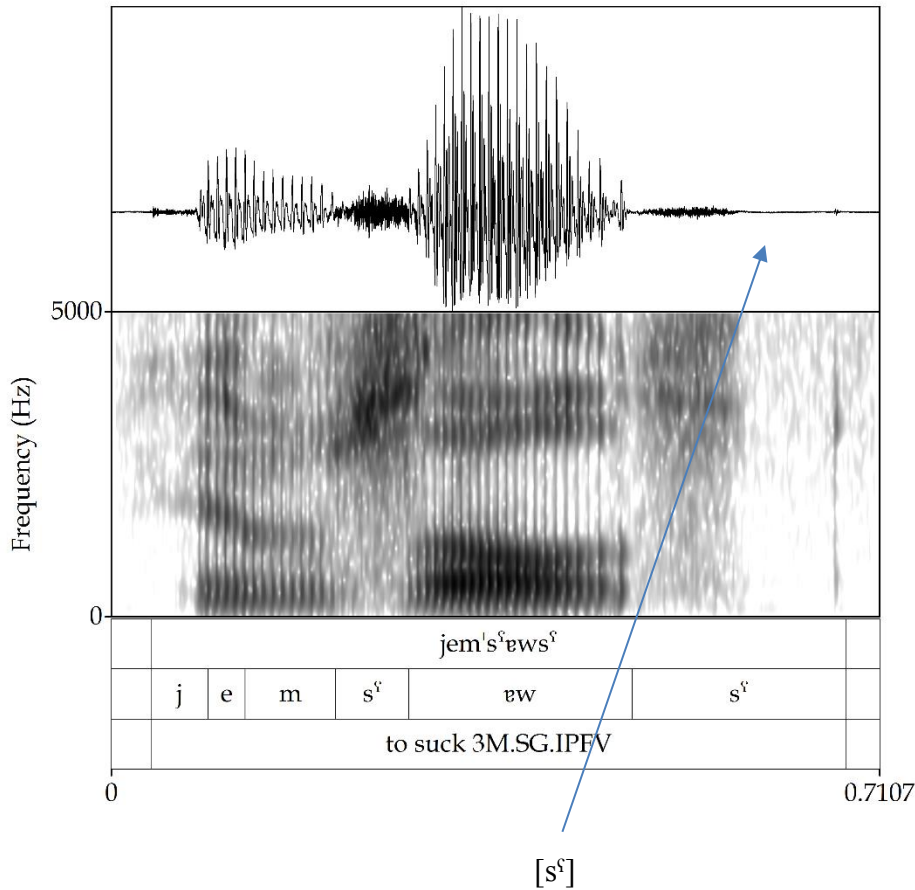 5000
Frequency (Hz)
0
jemˈsˤɐwsˤ
j e m sˤ ɐw sˤ
to suck 3M.SG.IPFV
0 0.7107
[sˤ]